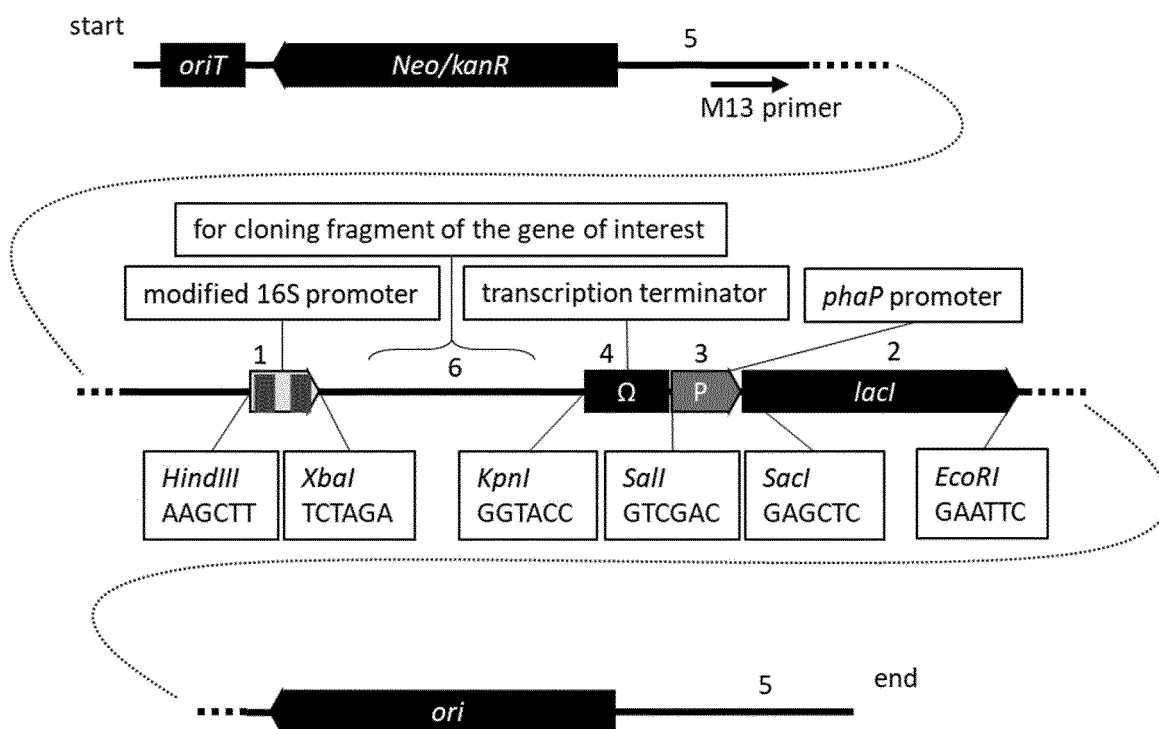 start
oriT
Neo/kanR
5
M13 primer
for cloning fragment of the gene of interest
modified 16S promoter
transcription terminator
phaP promoter
1
6
4
3
2
Ω
P
lacI
HindIII
AAGCTT
XbaI
TCTAGA
KpnI
GGTACC
SalI
GTCGAC
SacI
GAGCTC
EcoRI
GAATTC
ori
5
end